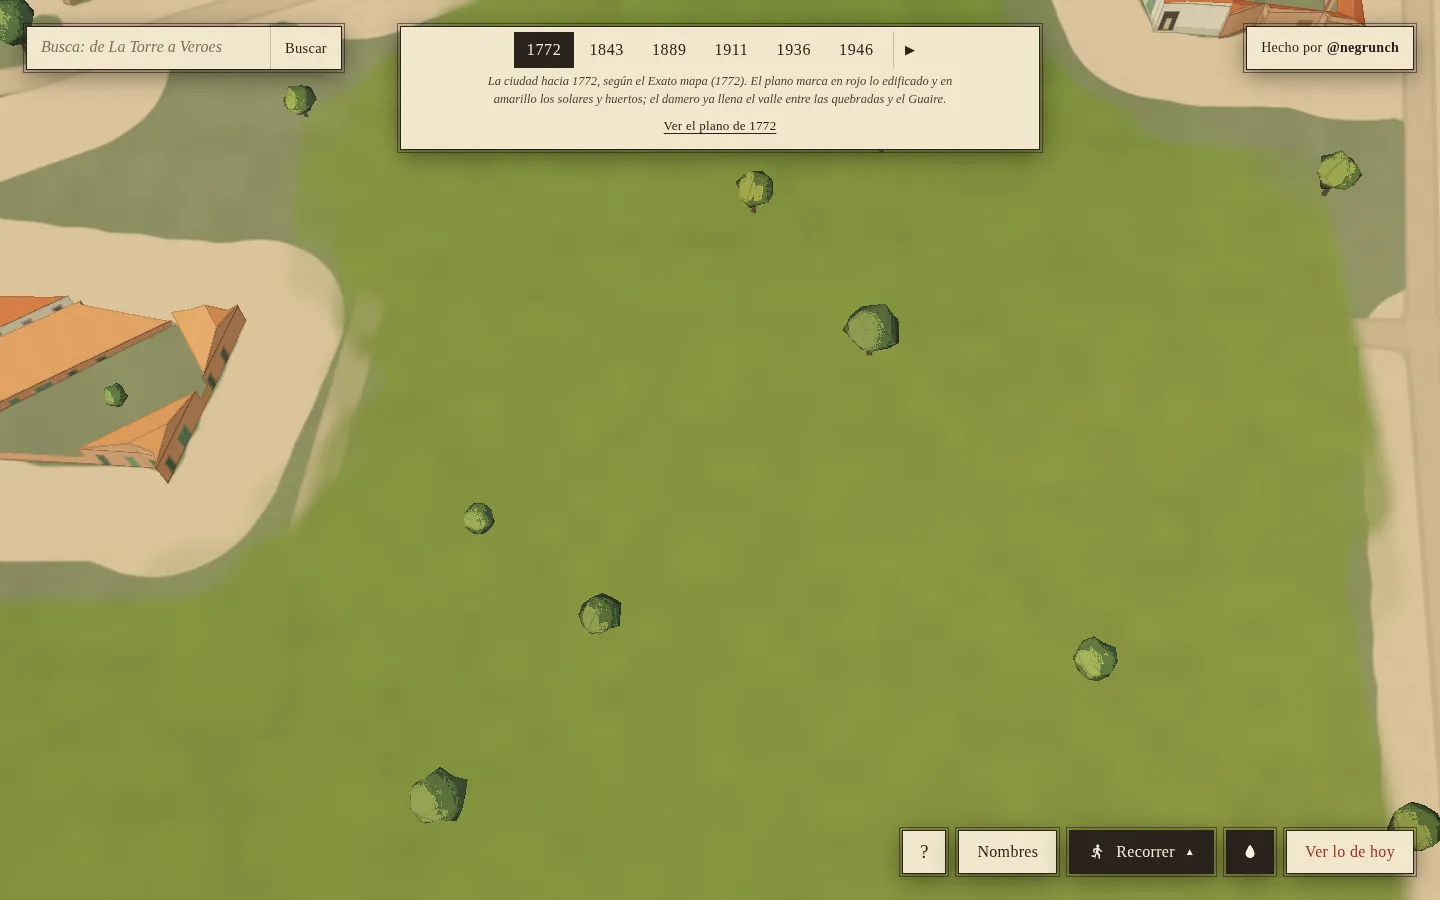 Busca: de La Torre a Veroes
Buscar
1772 1843 1889 1911 1936 1946 ▶
La ciudad hacia 1772, según el Exato mapa (1772). El plano marca en rojo lo edificado y en
amarillo los solares y huertos; el damero ya llena el valle entre las quebradas y el Guaire.
Ver el plano de 1772
Hecho por @negrunch
?
Nombres
Recorrer ▲
Ver lo de hoy